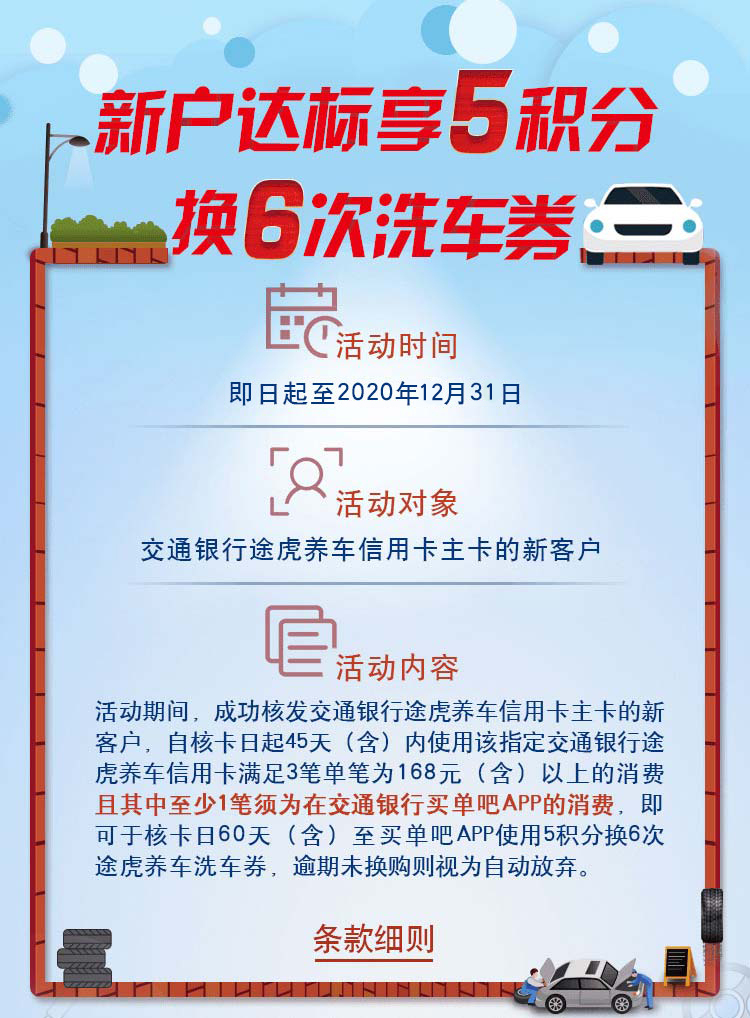 新户达标享5积分
换6次洗车券
活动时间
即日起至2020年12月31日
活动对象
交通银行途虎养车信用卡主卡的新客户
活动内容
活动期间，成功核发交通银行途虎养车信用卡主卡的新
客户，自核卡日起45天（含）内使用该指定交通银行途
虎养车信用卡满足3笔单笔为168元（含）以上的消费
且其中至少1笔须为在交通银行买单吧APP的消费，即
可于核卡日60天（含）至买单吧APP使用5积分换6次
途虎养车洗车券，逾期未换购则视为自动放弃。
条款细则